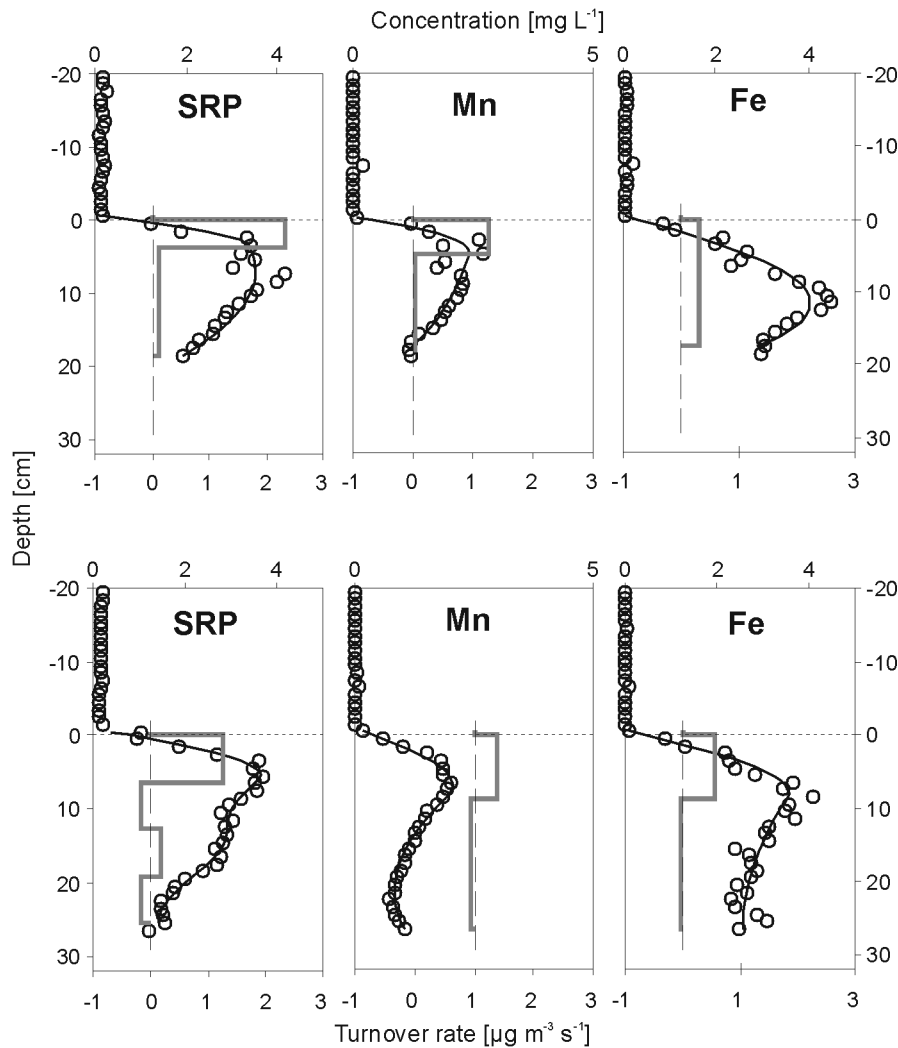 Concentration [mg L-1]
0 2 4 0 5 0 2 4
-20 -20
SRP Mn Fe
-10 -10
0 0
10 10
20 20
30 30
-1 0 1 2 3 -1 0 1 2 3 -1 1 3
Depth [cm]
0 2 4 0 5 0 2 4
-20 -20
SRP Mn Fe
-10 -10
0 0
10 10
20 20
30 30
-1 0 1 2 3 -1 0 1 2 3 -1 1 3
Turnover rate [µg m-3 s-1]